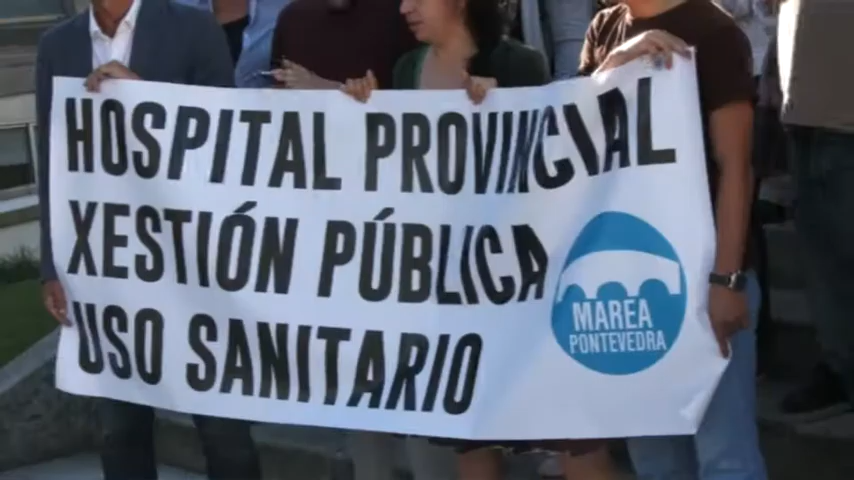 HOSPITAL PROVINCIAL
XESTIÓN PÚBLICA
USO SANITARIO
MAREA
PONTEVEDRA